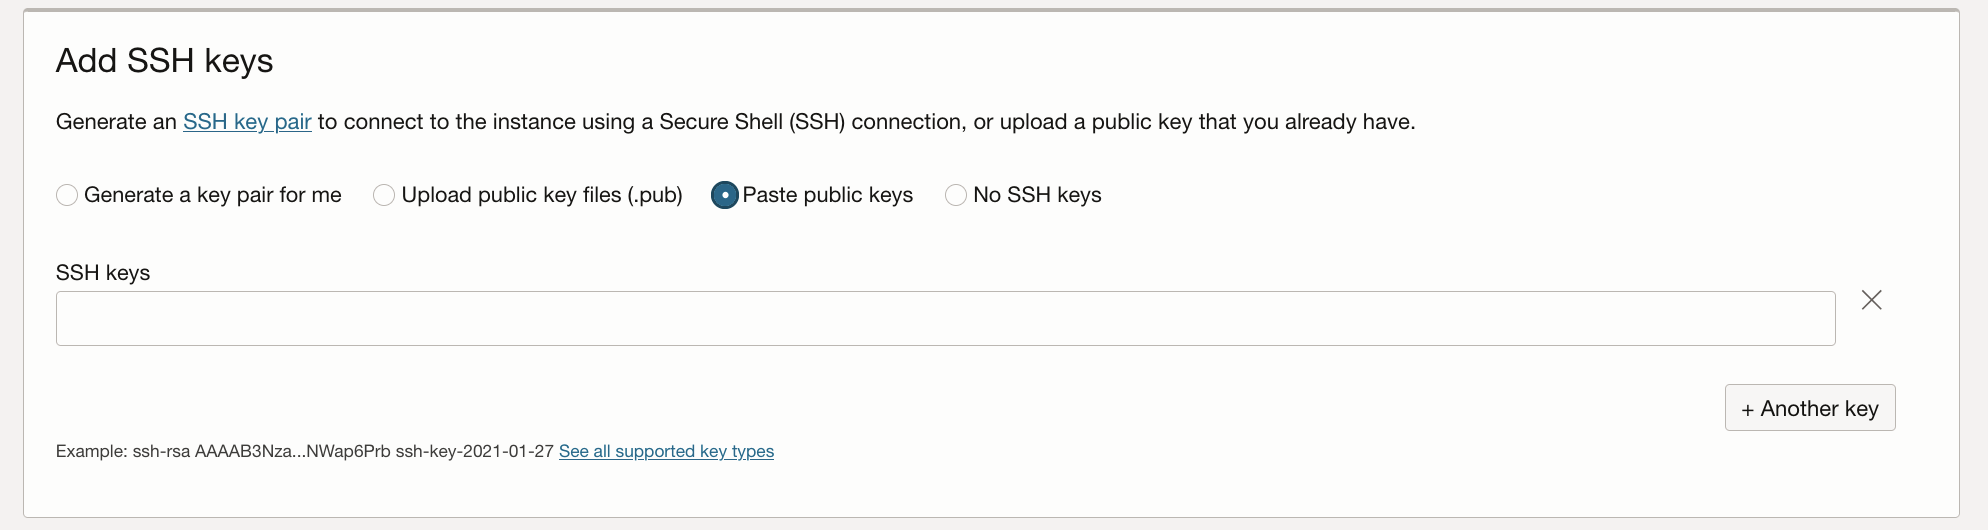 Add SSH keys
Generate an SSH key pair to connect to the instance using a Secure Shell (SSH) connection, or upload a public key that you already have.
Generate a key pair for me Upload public key files (.pub) Paste public keys No SSH keys
SSH keys
+ Another key
Example: ssh-rsa AAAAB3Nza...NWap6Prb ssh-key-2021-01-27 See all supported key types